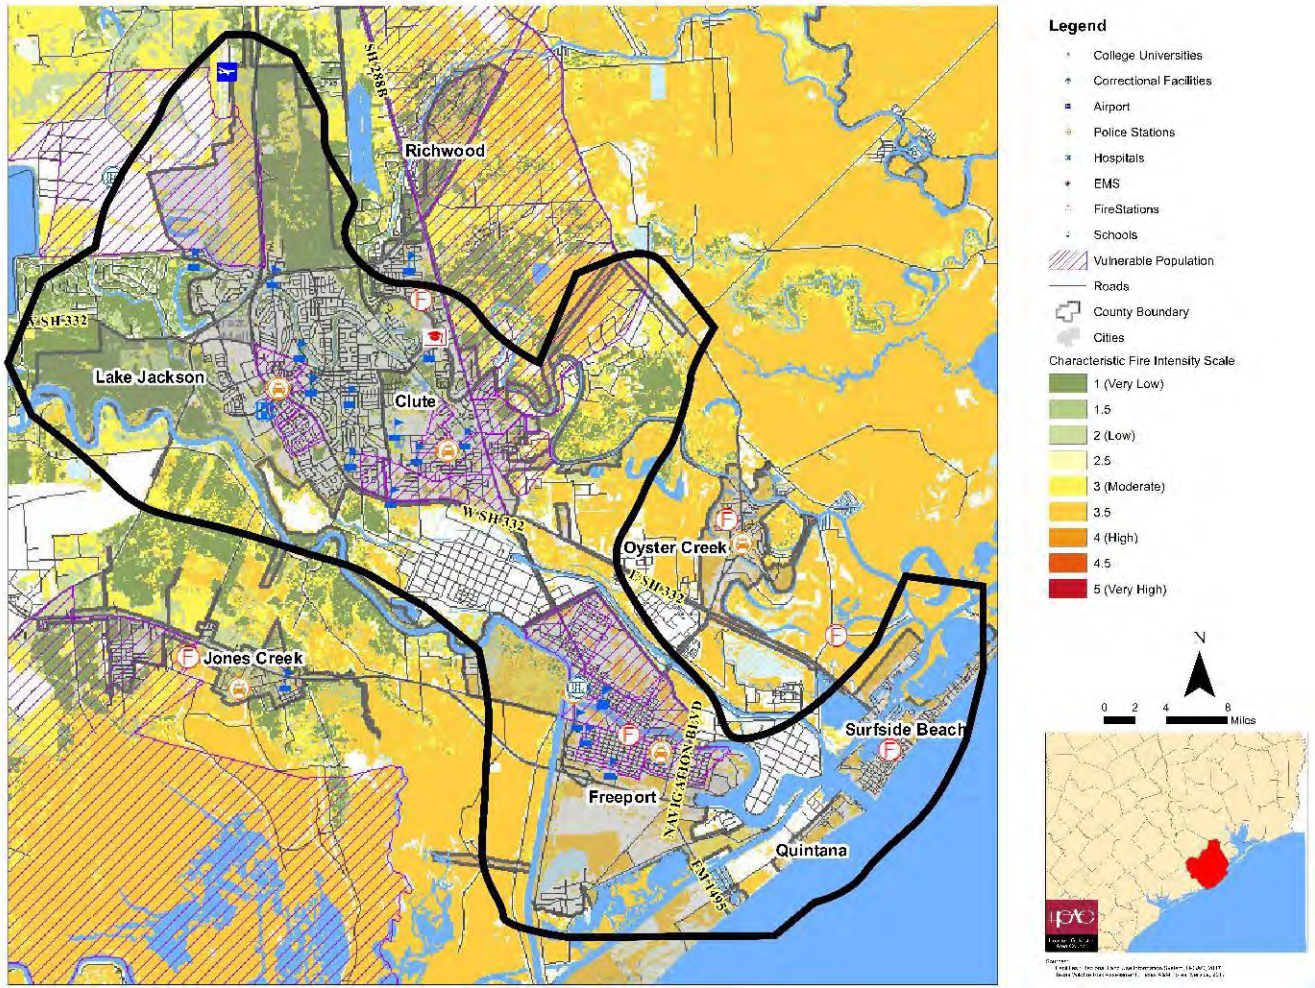 SH 288B
Richwood
W SH 332
Lake Jackson
Clute
W SH 332
Oyster Creek
E SH 332
Jones Creek
Surfside Beach
NAVIGATION BLVD
Freeport
Quintana
FM 1495
F
F
F
F
F
F
Legend
College Universities
Correctional Facilities
Airport
Police Stations
Hospitals
EMS
FireStations
Schools
Vulnerable Population
Roads
County Boundary
Cities
Characteristic Fire Intensity Scale
1 (Very Low)
1.5
2 (Low)
2.5
3 (Moderate)
3.5
4 (High)
4.5
5 (Very High)
N
0 2 4 8
Miles
Sources: